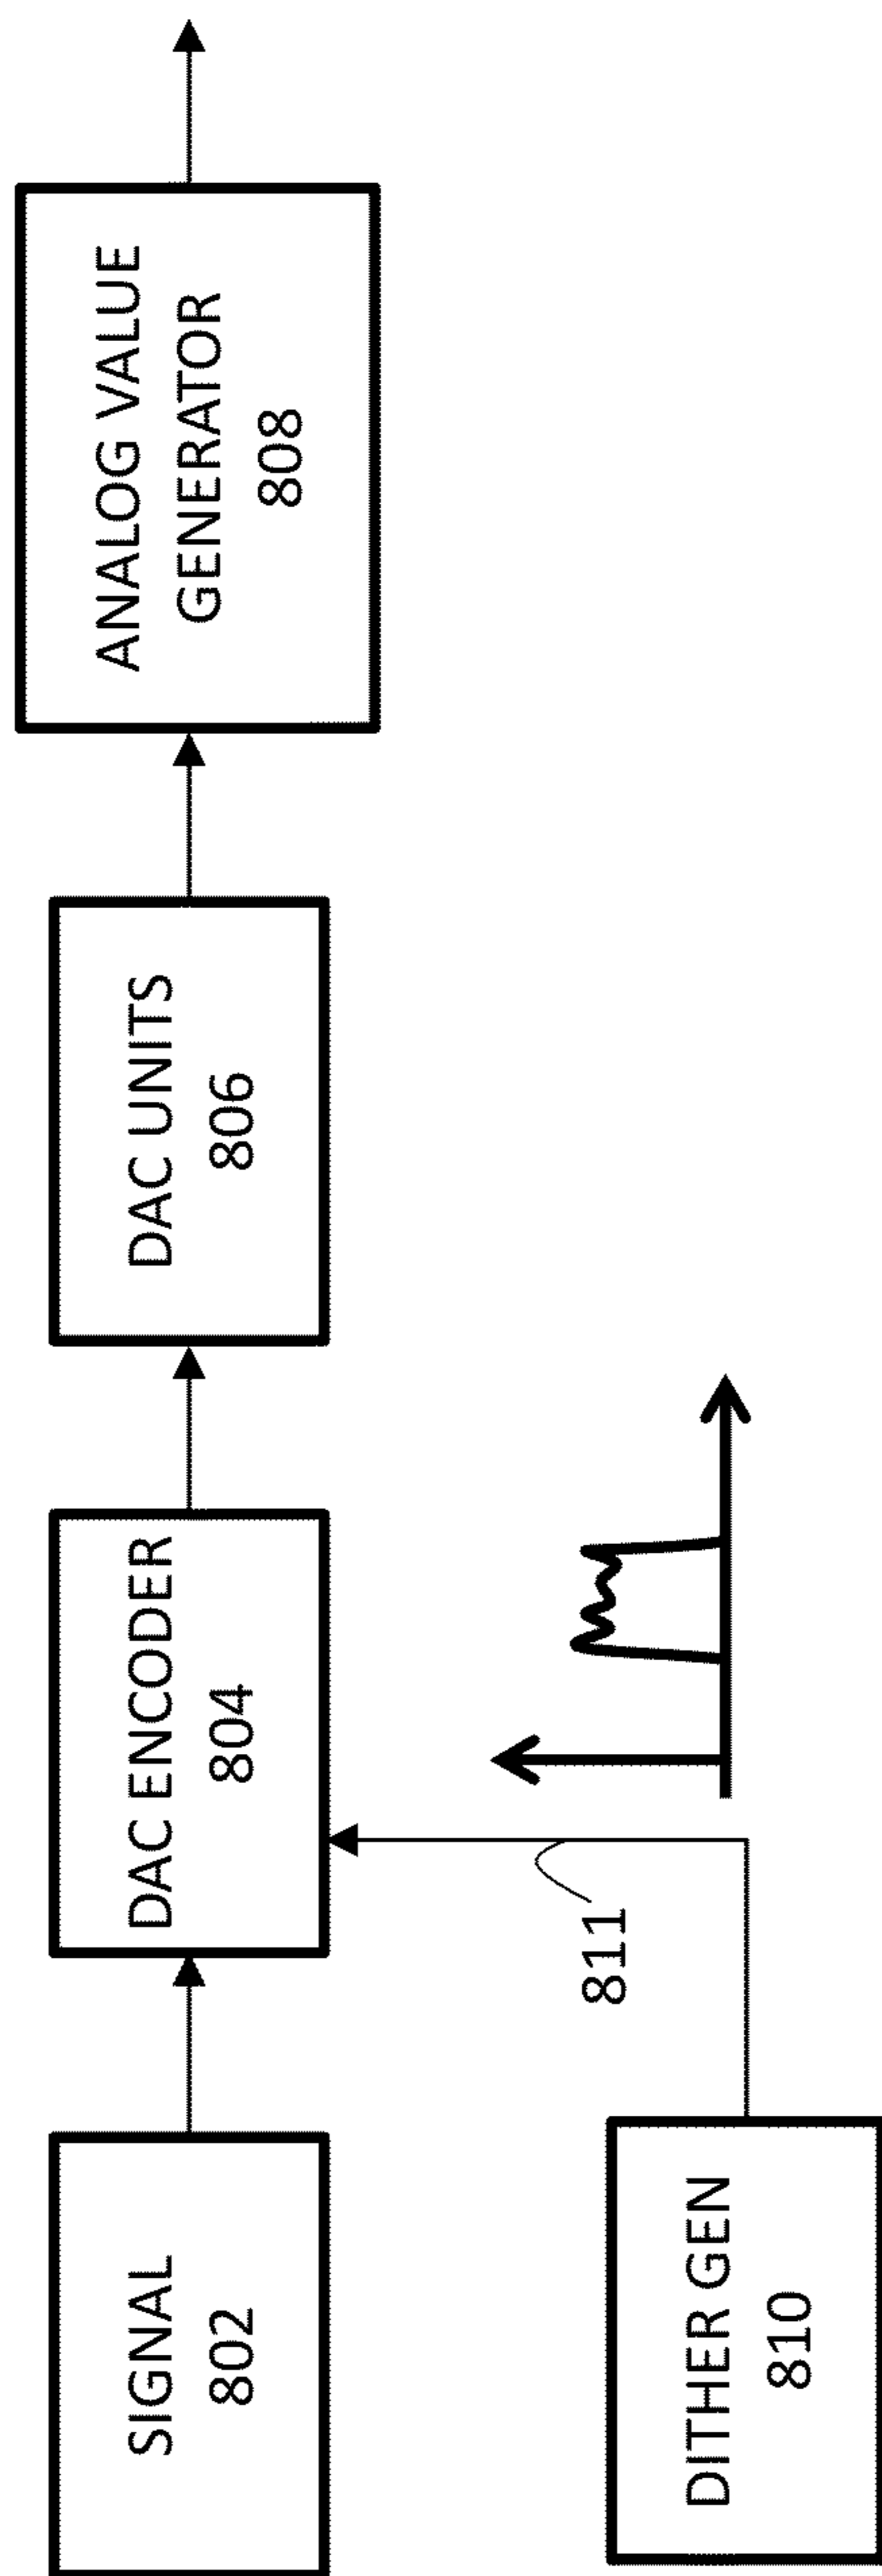 SIGNAL
802
DAC ENCODER
804
DAC UNITS
806
ANALOG VALUE
GENERATOR
808
811
DITHER GEN
810